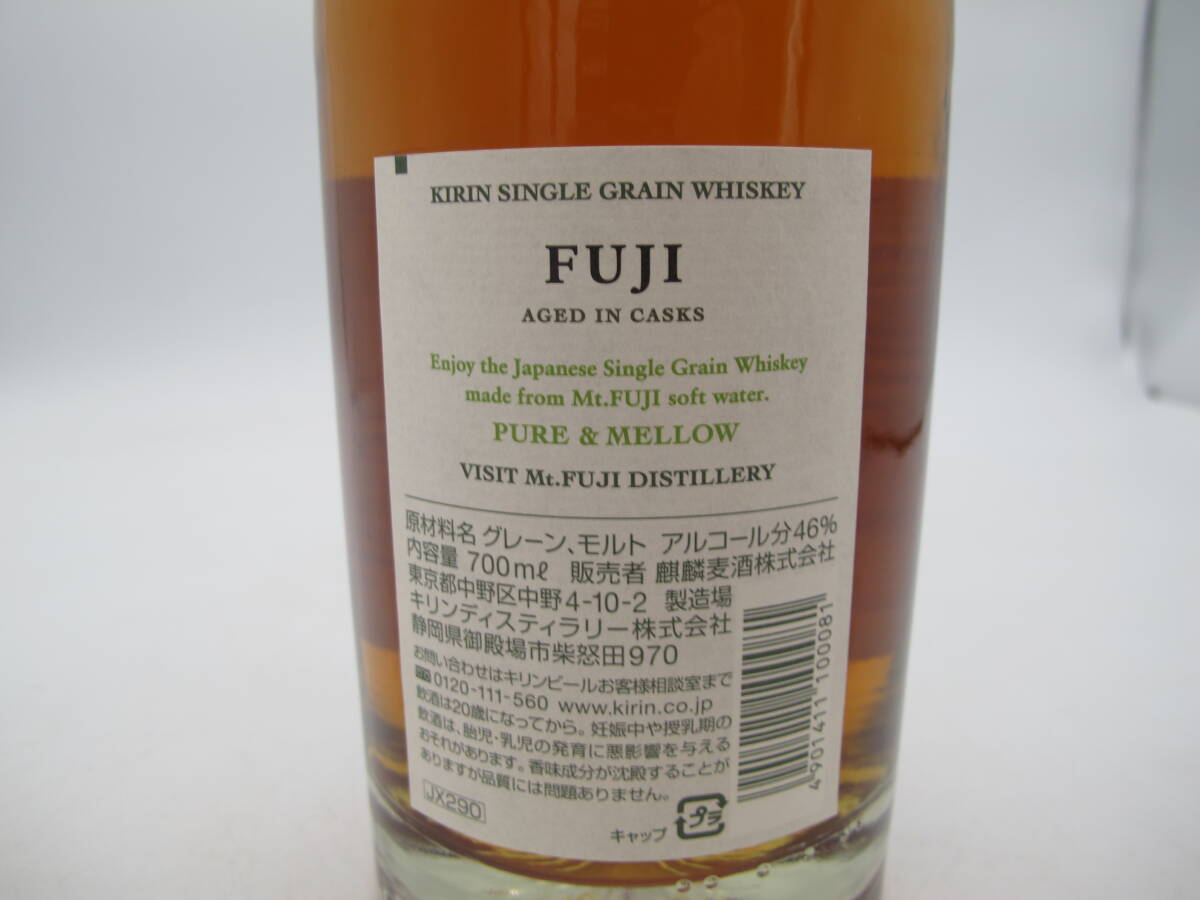 KIRIN SINGLE GRAIN WHISKEY
FUJI
AGED IN CASKS
Enjoy the Japanese Single Grain Whiskey
made from Mt.FUJI soft water.
PURE & MELLOW
VISIT Mt.FUJI DISTILLERY
原材料名 グレーン、モルト アルコール分46%
内容量 700mℓ 販売者 麒麟麦酒株式会社
東京都中野区中野4-10-2 製造場
キリンディスティラリー株式会社
静岡県御殿場市柴怒田970
お問い合わせはキリンビールお客様相談室まで
0120-111-560 www.kirin.co.jp
飲酒は20歳になってから。妊娠中や授乳期の
飲酒は、胎児・乳児の発育に悪影響を与える
おそれがあります。香味成分が沈殿することが
ありますが品質には問題ありません。
JX290
キャップ プラ
4 901411 100081